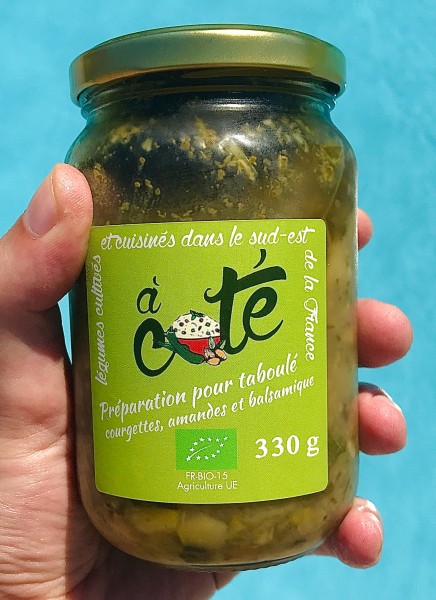 légumes cultivés et cuisinés dans le sud-est de la France
à
côté
Préparation pour taboulé
courgettes, amandes et balsamique
330 g
FR-BIO-15
Agriculture UE